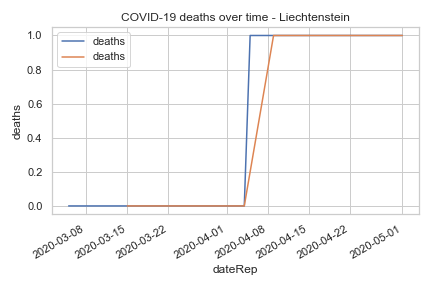 COVID-19 deaths over time - Liechtenstein
deaths
deaths
deaths
1.0
0.8
0.6
0.4
0.2
0.0
2020-03-08
2020-03-15
2020-03-22
2020-04-01
2020-04-08
2020-04-15
2020-04-22
2020-05-01
dateRep